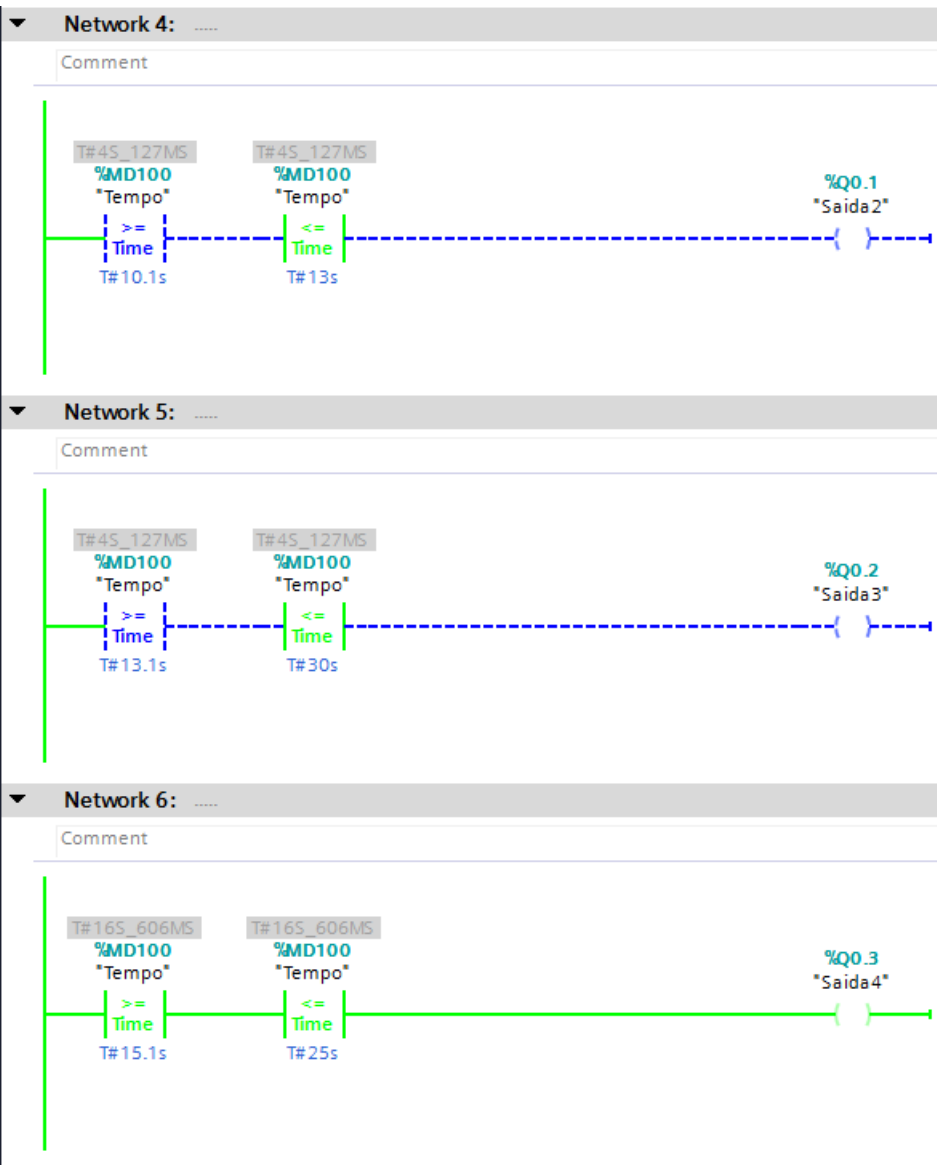 Network 4: .....
Comment
T#4S_127MS T#4S_127MS
%MD100 %MD100 %Q0.1
"Tempo" "Tempo" "Saida2"
>= <=
Time Time
T#10.1s T#13s
Network 5: .....
Comment
T#4S_127MS T#4S_127MS
%MD100 %MD100 %Q0.2
"Tempo" "Tempo" "Saida3"
>= <=
Time Time
T#13.1s T#30s
Network 6: .....
Comment
T#16S_606MS T#16S_606MS
%MD100 %MD100 %Q0.3
"Tempo" "Tempo" "Saida4"
>= <=
Time Time
T#15.1s T#25s